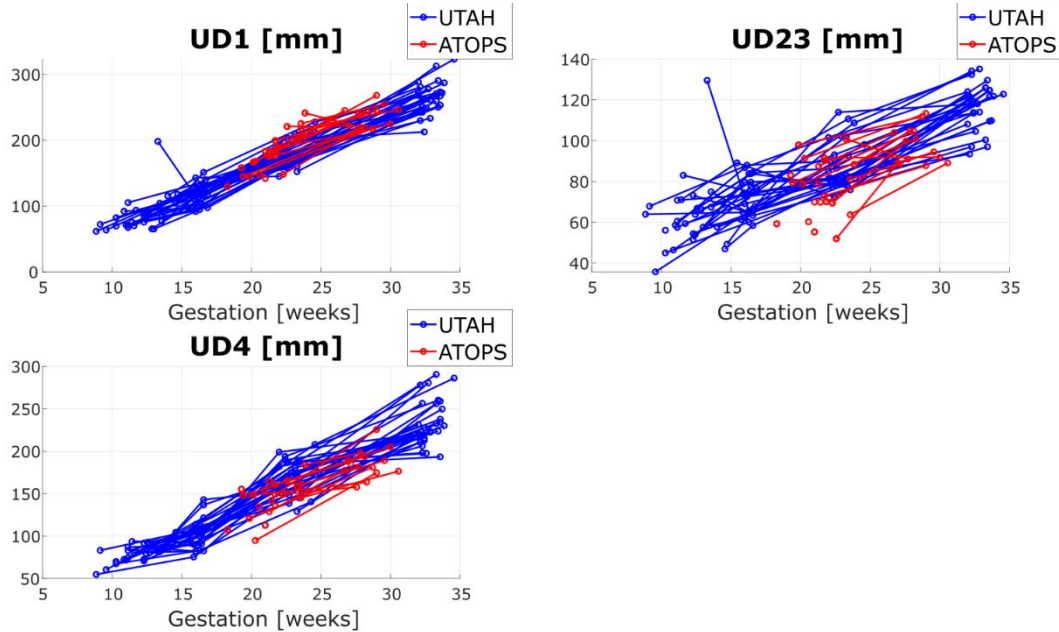 UD1 [mm]
UTAH
ATOPS
300
200
100
0
5 10 15 20 25 30 35
Gestation [weeks]
UD23 [mm]
UTAH
ATOPS
140
120
100
80
60
40
5 10 15 20 25 30 35
Gestation [weeks]
UD4 [mm]
UTAH
ATOPS
300
250
200
150
100
50
5 10 15 20 25 30 35
Gestation [weeks]